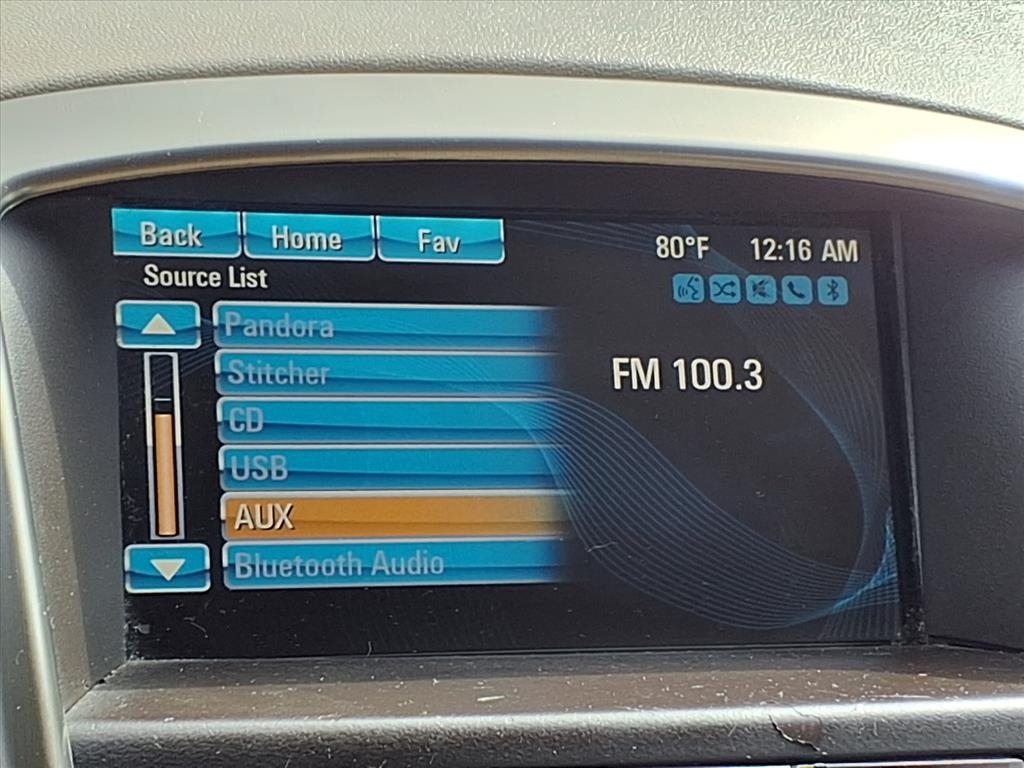 Back Home Fav
80°F 12:16 AM
Source List
Pandora
Stitcher
FM 100.3
CD
USB
AUX
Bluetooth Audio